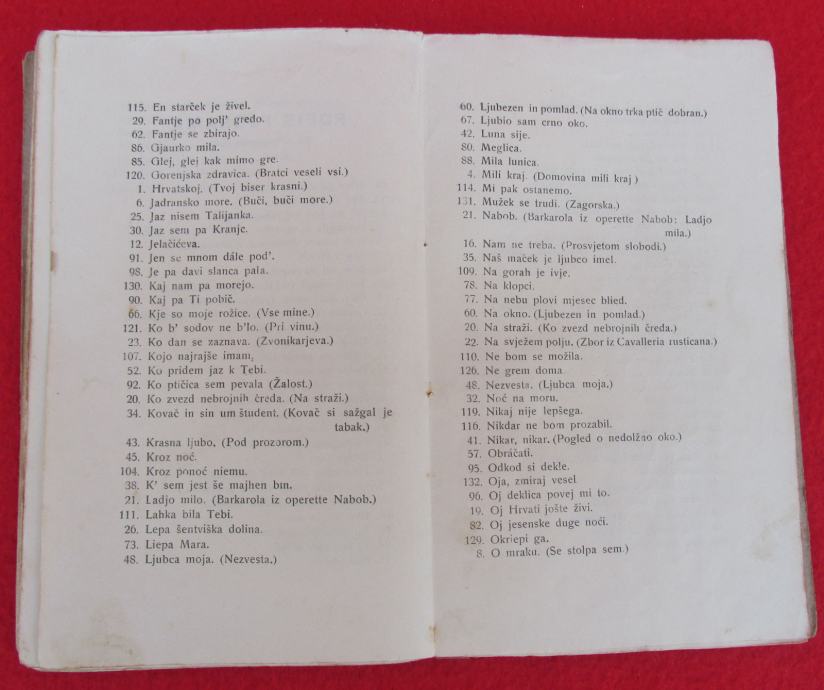 115. En starček je živel.
29. Fantje po polj' gredo.
62. Fantje se zbirajo.
86. Gjaurko mila.
85. Glej, glej kak mimo gre.
120. Gorenjska zdravica. (Bratci veseli vsi.)
1. Hrvatskoj. (Tvoj biser krasni.)
6. Jadransko more. (Buči, buči more.)
25. Jaz nisem Talijanka.
30. Jaz sem pa Kranjc.
12. Jelačićeva.
91. Jen se mnom dále pod'.
98. Je pa davi slanca pala.
130. Kaj nam pa morejo.
90. Kaj pa Ti pobič.
66. Kje so moje rožice. (Vse mine.)
121. Ko b' sodov ne b'lo. (Pri vinu.)
23. Ko dan se zaznava. (Zvonikarjeva.)
107. Kojo najrajše imam,
52. Ko pridem jaz k Tebi.
92. Ko ptičica sem pevala (Žalost.)
20. Ko zvezd nebrojnih čreda. (Na straži.)
34. Kovač in sin um študent. (Kovač si sažgal je
tabak.)
43. Krasna ljubo. (Pod prozorom.)
45. Kroz noć.
104. Kroz ponoć niemu.
38. K' sem jest še majhen bın.
21. Ladjo milo. (Barkarola iz operette Nabob.)
111. Lahka bila Tebi.
26. Lepa šentviška dolina.
73. Liepa Mara.
48. Ljubca moja. (Nezvesta.)
60. Ljubezen in pomlad. (Na okno trka ptič dobran.)
67. Ljubio sam crno oko.
42. Luna sije.
80. Meglica.
88. Mila lunica.
4. Mili kraj. (Domovina mili kraj)
114. Mi pak ostanemo.
131. Mužek se trudi. (Zagorska.)
21. Nabob. (Barkarola iz operette Nabob: Ladjo
mila.)
16. Nam ne treba. (Prosvjetom slobodi.)
35. Naš maček je ljubco imel.
109. Na gorah je ivje.
78. Na klopci.
77. Na nebu plovi mjesec blied.
60. Na okno. (Ljubezen in pomlad.)
20. Na straži. (Ko zvezd nebrojnih čreda.)
22. Na svježem polju. (Zbor iz Cavalleria rusticana.)
110. Ne bom se možila.
126. Ne grem doma
48. Nezvesta. (Ljubca moja.)
32. Noć na moru.
119. Nikaj nije lepšega.
116. Nikdar ne bom prozabil.
41. Nikar, nikar. (Pogled o nedolžno oko.)
57. Obráčati.
95. Odkod si dekle.
132. Oja, zmiraj vesel
96. Oj deklica povej mi to.
19. Oj Hrvati jošte živi.
82. Oj jesenske duge noći.
129. Okriepi ga.
8. O mraku. (Se stolpa sem.)